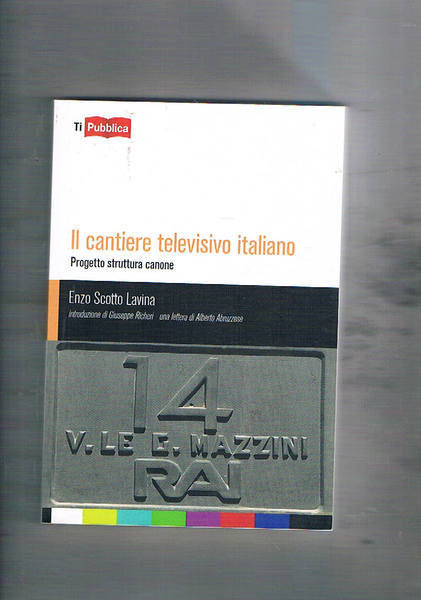 Ti Pubblica
Il cantiere televisivo italiano
Progetto struttura canone
Enzo Scotto Lavina
introduzione di Giuseppe Richeri una lettera di Alberto Abruzzese
14
V.LE G. MAZZINI
RAI